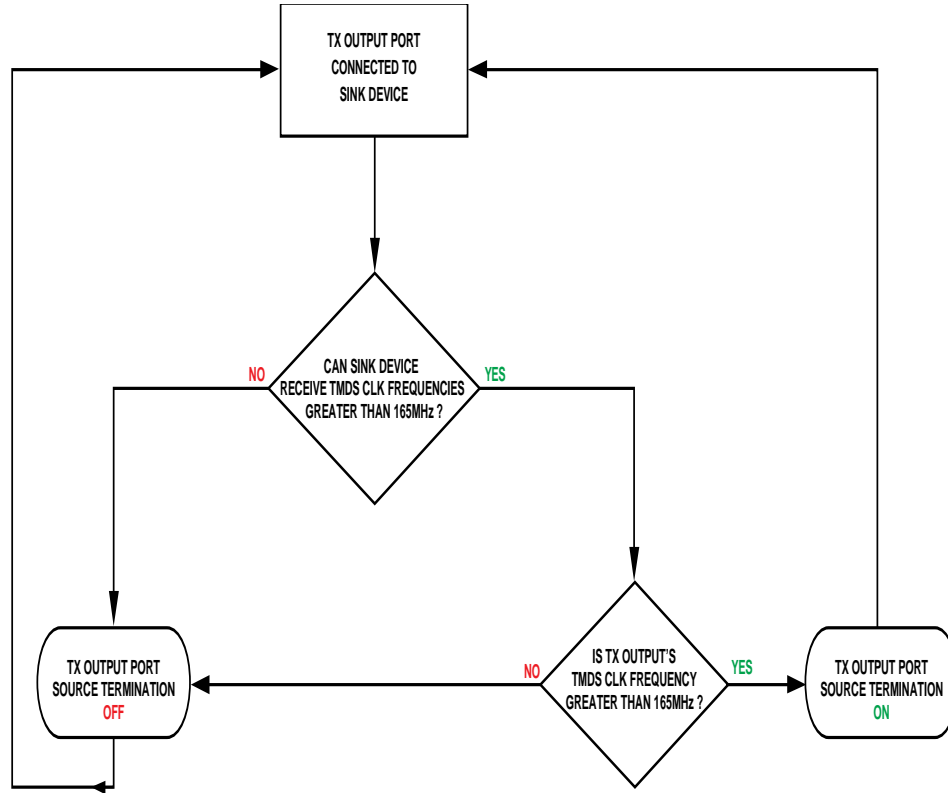 TX OUTPUT PORT
CONNECTED TO
SINK DEVICE
CAN SINK DEVICE
RECEIVE TMDS CLK FREQUENCIES
GREATER THAN 165MHz ?
NO
YES
IS TX OUTPUT'S
TMDS CLK FREQUENCY
GREATER THAN 165MHz ?
NO
YES
TX OUTPUT PORT
SOURCE TERMINATION
OFF
TX OUTPUT PORT
SOURCE TERMINATION
ON